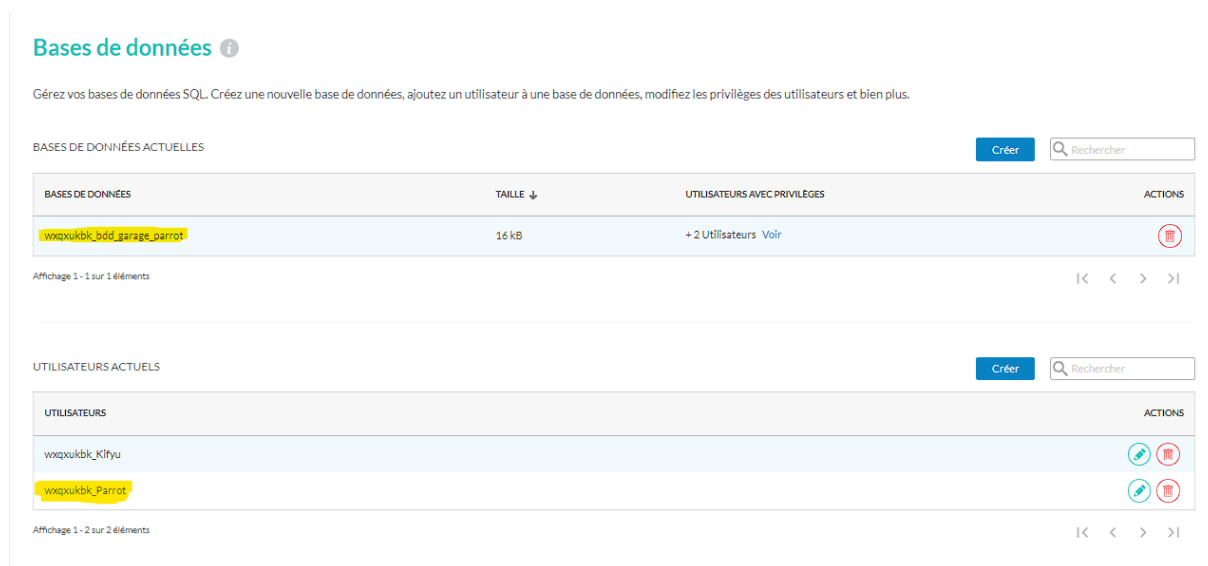 Bases de données i
Gérez vos bases de données SQL. Créez une nouvelle base de données, ajoutez un utilisateur à une base de données, modifiez les privilèges des utilisateurs et bien plus.
BASES DE DONNÉES ACTUELLES Créer Rechercher
BASES DE DONNÉES TAILLE UTILISATEURS AVEC PRIVILÈGES ACTIONS
wxqxukbk_bdd_garage_parrot 16 kB + 2 Utilisateurs Voir
Affichage 1 - 1 sur 1 éléments
UTILISATEURS ACTUELS Créer Rechercher
UTILISATEURS ACTIONS
wxqxukbk_Kifyu
wxqxukbk_Parrot
Affichage 1 - 2 sur 2 éléments